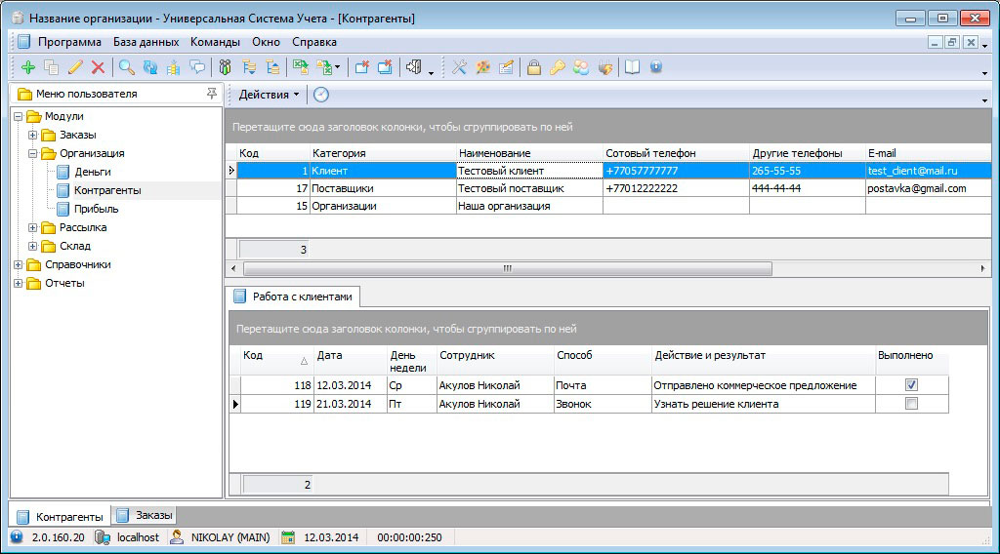 Название организации - Универсальная Система Учета - [Контрагенты]
Программа База данных Команды Окно Справка
Меню пользователя
Действия
Модули
Заказы
Организация
Деньги
Контрагенты
Прибыль
Рассылка
Склад
Справочники
Отчеты
Перетащите сюда заголовок колонки, чтобы сгруппировать по ней
Код Категория Наименование Сотовый телефон Другие телефоны E-mail
1 Клиент Тестовый клиент +77057777777 265-55-55 test_client@mail.ru
17 Поставщики Тестовый поставщик +77012222222 444-44-44 postavka@gmail.com
15 Организации Наша организация
3
Работа с клиентами
Перетащите сюда заголовок колонки, чтобы сгруппировать по ней
Код Дата День недели Сотрудник Способ Действие и результат Выполнено
118 12.03.2014 Ср Акулов Николай Почта Отправлено коммерческое предложение
119 21.03.2014 Пт Акулов Николай Звонок Узнать решение клиента
2
Контрагенты Заказы
2.0.160.20 localhost NIKOLAY (MAIN) 12.03.2014 00:00:00:250